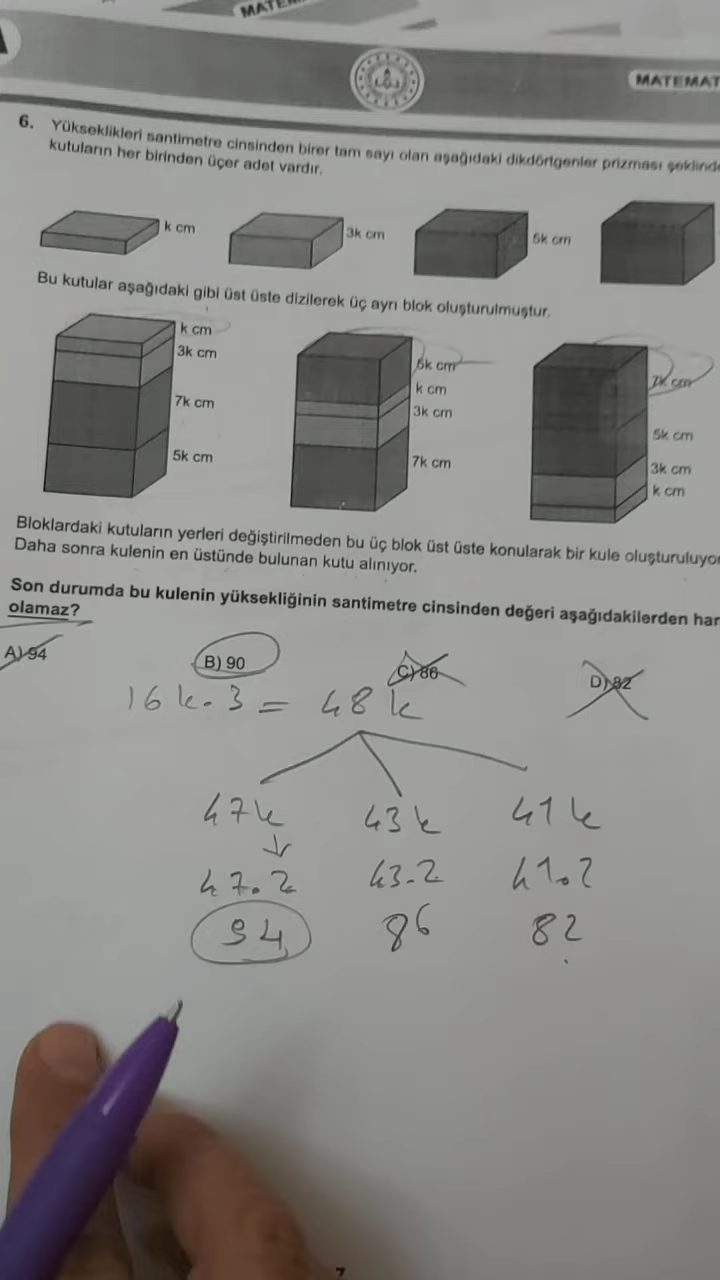 MATEM
MATEMAT
6. Yükseklikleri santimetre cinsinden birer tam sayı olan aşağıdaki dikdörtgenler prizması şeklinde
kutuların her birinden üçer adet vardır.
k cm
3k cm
5k cm
Bu kutular aşağıdaki gibi üst üste dizilerek üç ayrı blok oluşturulmuştur.
k cm
3k cm
7k cm
5k cm
5k cm
k cm
3k cm
7k cm
7k cm
5k cm
3k cm
k cm
Bloklardaki kutuların yerleri değiştirilmeden bu üç blok üst üste konularak bir kule oluşturuluyo
Daha sonra kulenin en üstünde bulunan kutu alınıyor.
Son durumda bu kulenin yüksekliğinin santimetre cinsinden değeri aşağıdakilerden han
olamaz?
A) 94 B) 90 C) 86 D) 82
16k.3 = 48k
47k 43k 41k
47.2 43.2 41.2
94 86 82